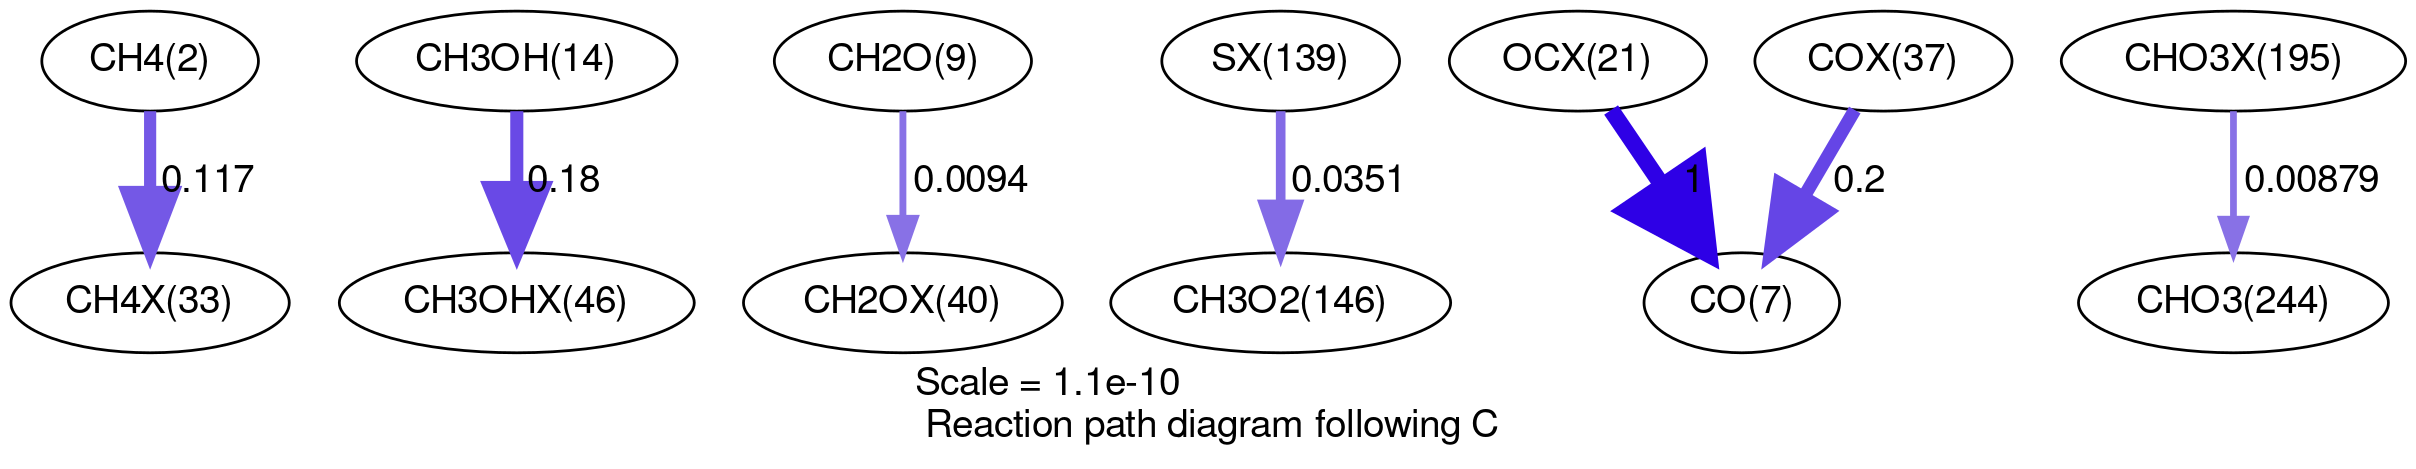 CH4(2)
CH3OH(14)
CH2O(9)
SX(139)
OCX(21)
COX(37)
CHO3X(195)
0.117
0.18
0.0094
0.0351
1
0.2
0.00879
CH4X(33)
CH3OHX(46)
CH2OX(40)
CH3O2(146)
CO(7)
CHO3(244)
Scale = 1.1e-10
Reaction path diagram following C